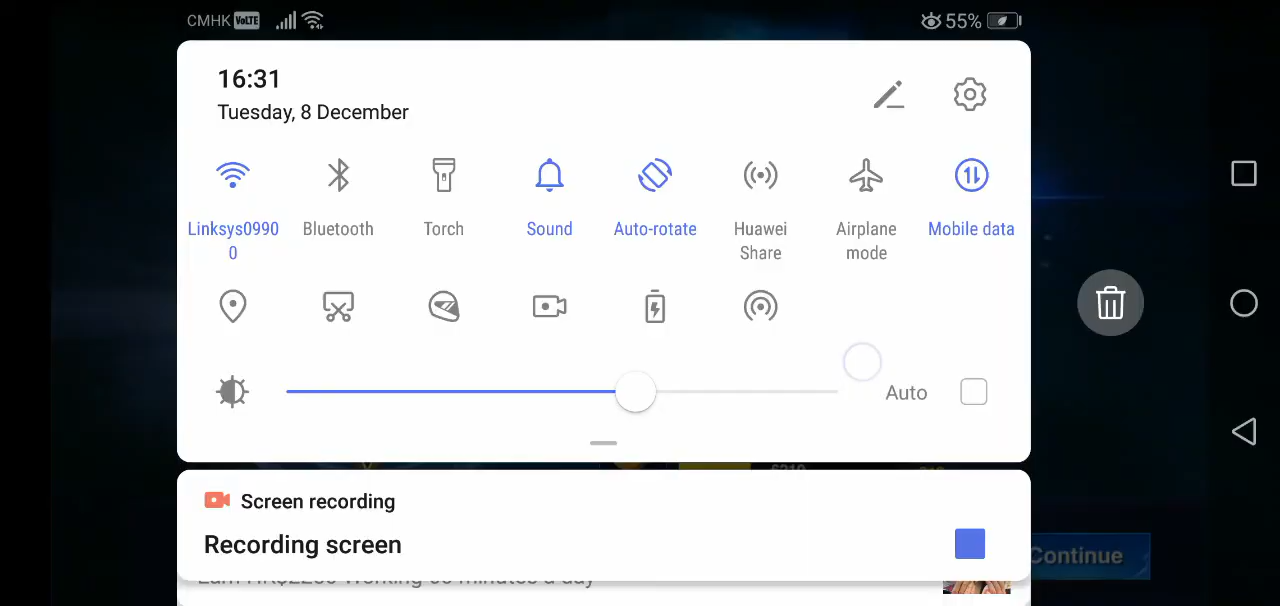 CMHK VoLTE 55%
16:31
Tuesday, 8 December
Linksys0990 Bluetooth Torch Sound Auto-rotate Huawei Airplane Mobile data
0 Share mode
Auto
Screen recording
Recording screen
Continue